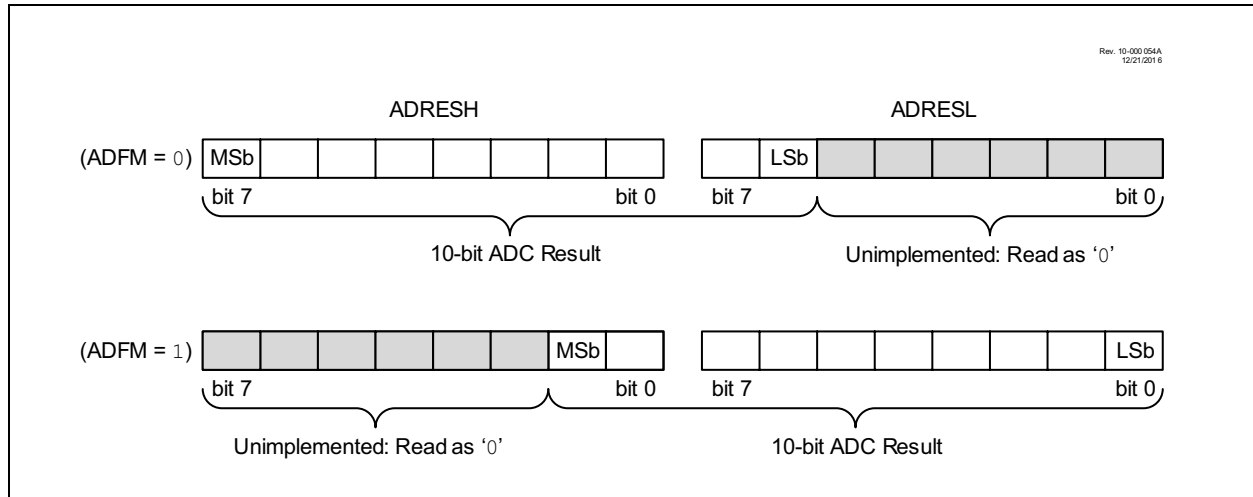 Rev. 10-000 054A
12/21/201 6
ADRESH ADRESL
(ADFM = 0) MSb LSb
bit 7 bit 0 bit 7 bit 0
10-bit ADC Result Unimplemented: Read as ‘0’
(ADFM = 1) MSb LSb
bit 7 bit 0 bit 7 bit 0
Unimplemented: Read as ‘0’ 10-bit ADC Result